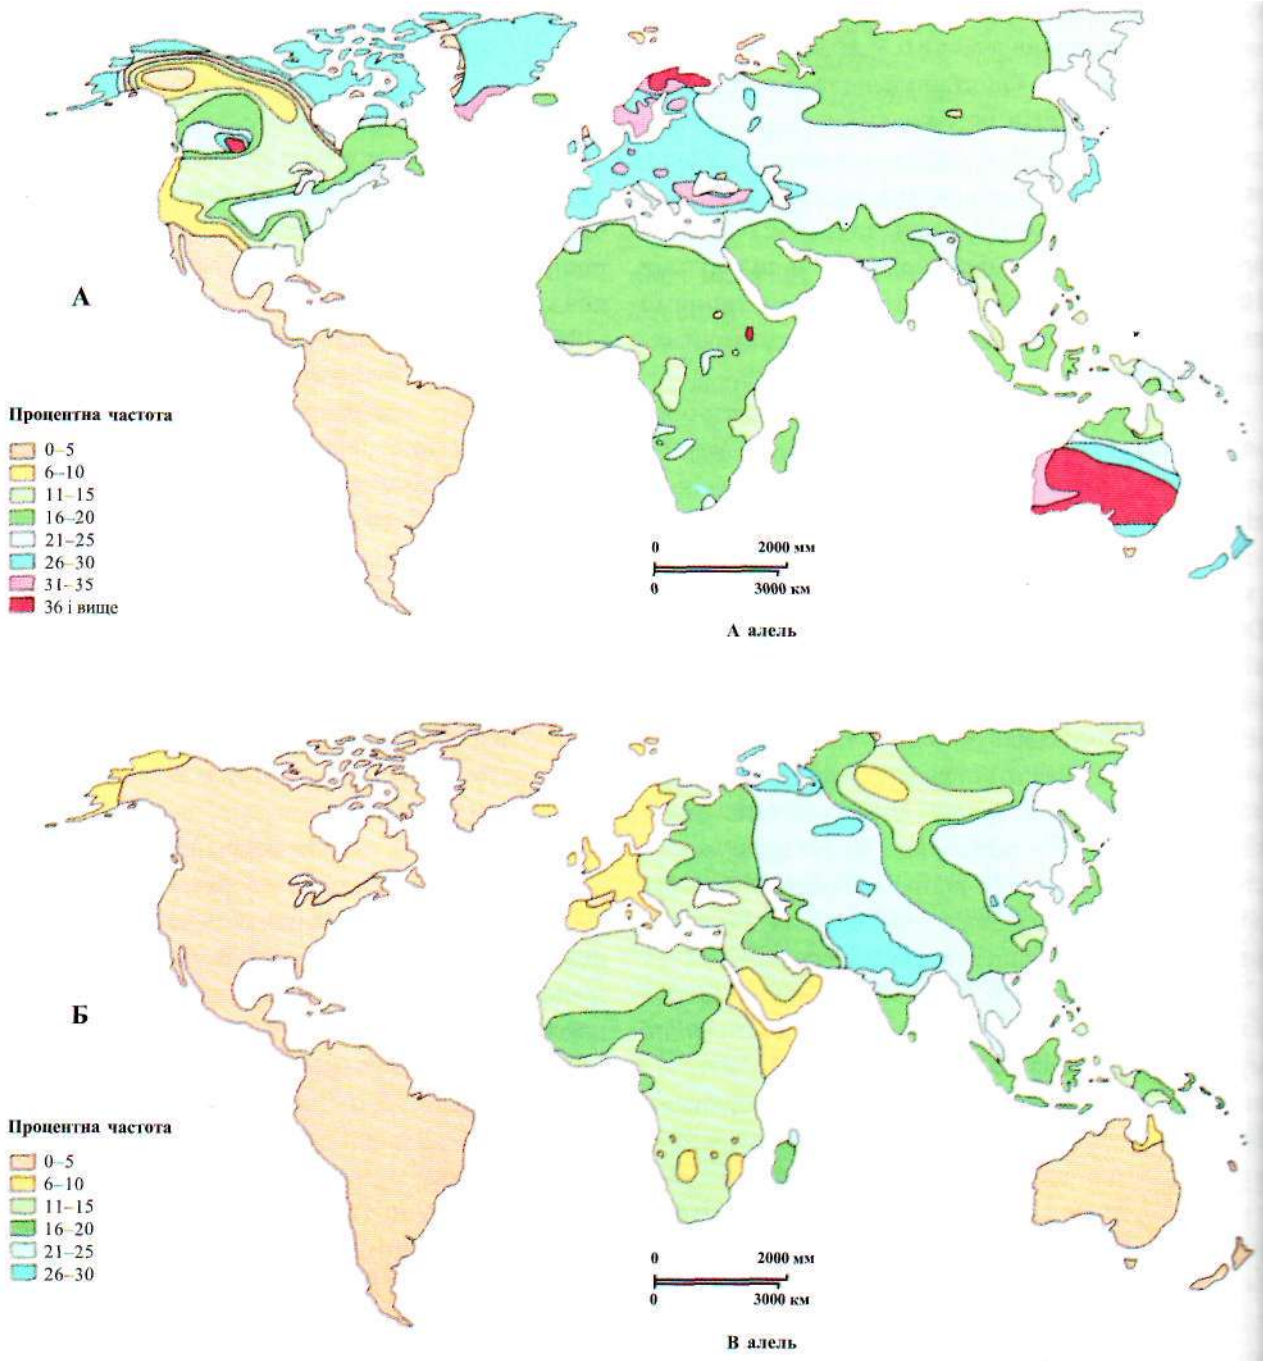 А
Процентна частота
0–5
6–10
11–15
16–20
21–25
26–30
31–35
36 і вище
0 2000 мм
0 3000 км
А алель
Б
Процентна частота
0–5
6–10
11–15
16–20
21–25
26–30
0 2000 мм
0 3000 км
В алель